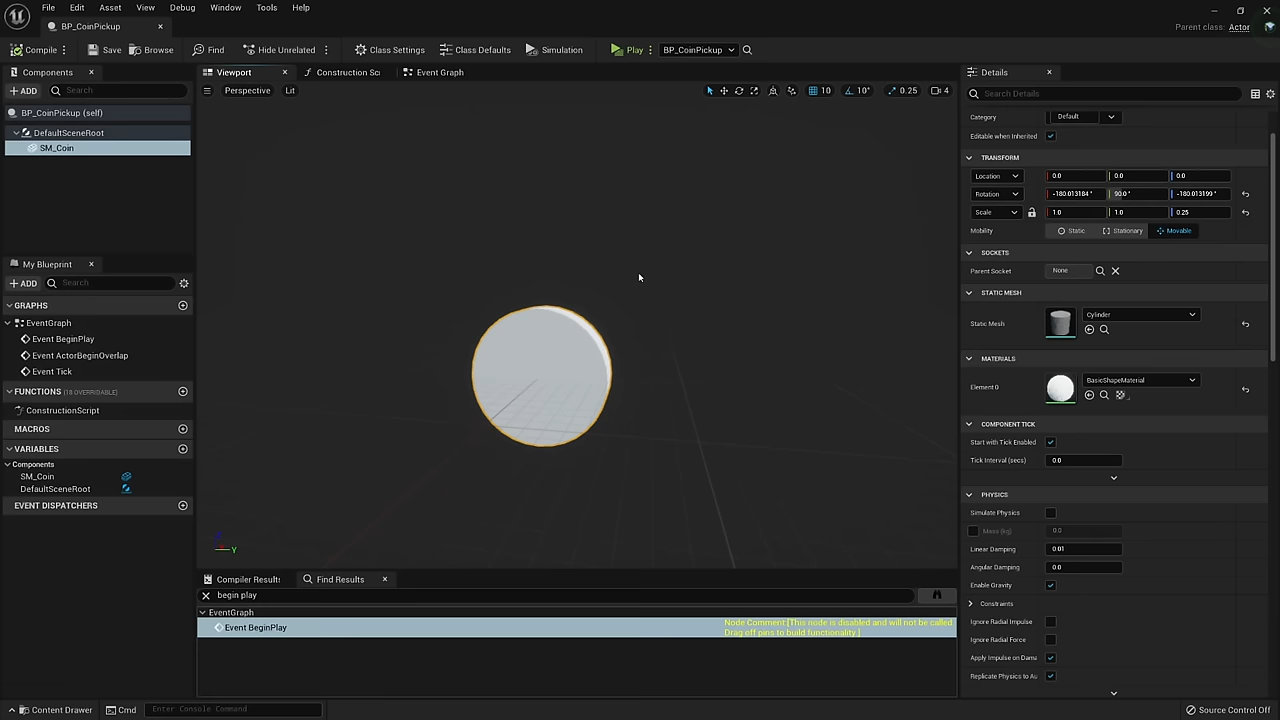 File Edit Asset View Debug Window Tools Help
BP_CoinPickup
Parent class: Actor
Compile Save Browse Find Hide Unrelated Class Settings Class Defaults Simulation Play BP_CoinPickup
Components
ADD Search
BP_CoinPickup (self)
DefaultSceneRoot
SM_Coin
My Blueprint
ADD Search
GRAPHS
EventGraph
Event BeginPlay
Event ActorBeginOverlap
Event Tick
FUNCTIONS (18 OVERRIDABLE)
ConstructionScript
MACROS
VARIABLES
Components
SM_Coin
DefaultSceneRoot
EVENT DISPATCHERS
Viewport Construction Sc Event Graph
Perspective Lit 10 10° 0.25 4
Y
Compiler Result: Find Results
begin play
EventGraph
Event BeginPlay
Node Comment:[This node is disabled and will not be called
Drag off pins to build functionality.]
Details
Search Details
Category Default
Editable when Inherited
TRANSFORM
Location 0.0 0.0 0.0
Rotation -180.013184° 90.0° -180.013199°
Scale 1.0 1.0 0.25
Mobility Static Stationary Movable
SOCKETS
Parent Socket None
STATIC MESH
Static Mesh Cylinder
MATERIALS
Element 0 BasicShapeMaterial
COMPONENT TICK
Start with Tick Enabled
Tick Interval (secs) 0.0
PHYSICS
Simulate Physics
Mass (kg) 0.0
Linear Damping 0.01
Angular Damping 0.0
Enable Gravity
Constraints
Ignore Radial Impulse
Ignore Radial Force
Apply Impulse on Dama
Replicate Physics to Au
Content Drawer Cmd Enter Console Command
Source Control Off